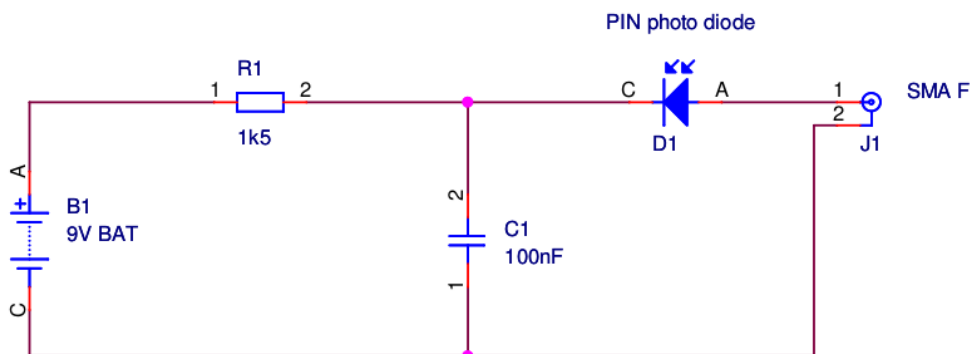 PIN photo diode
R1
1 2
1k5
C A
D1
1
2
SMA F
J1
A
+
B1
9V BAT
C
2
C1
100nF
1